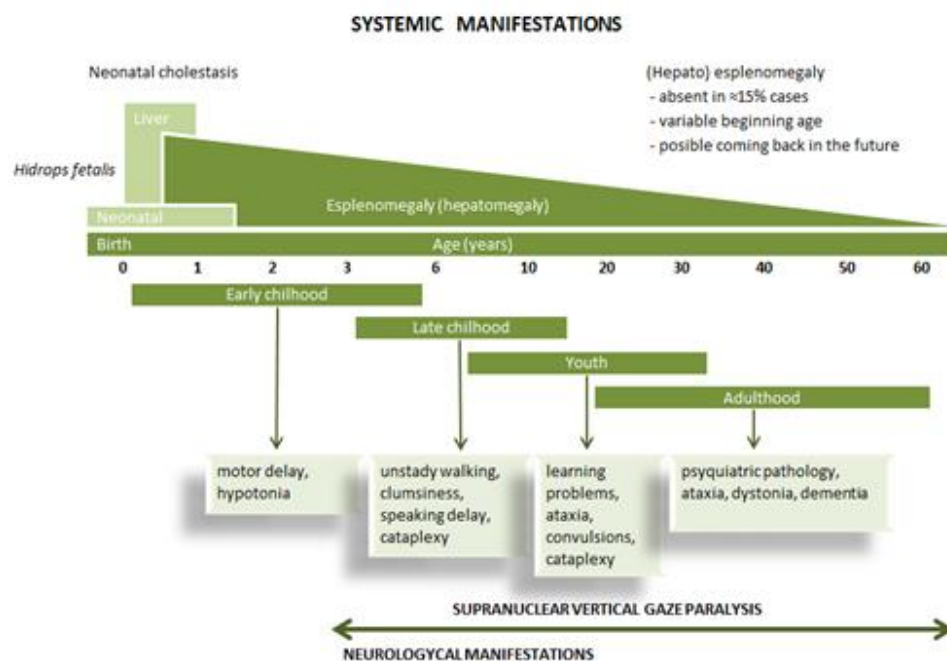 SYSTEMIC MANIFESTATIONS
Neonatal cholestasis
(Hepato) esplenomegaly
- absent in ≈15% cases
- variable beginning age
- posible coming back in the future
Liver
Hidrops fetalis
Esplenomegaly (hepatomegaly)
Neonatal
Birth Age (years)
0 1 2 3 6 10 20 30 40 50 60
Early chilhood
Late chilhood
Youth
Adulthood
motor delay,
hypotonia
unstady walking,
clumsiness,
speaking delay,
cataplexy
learning
problems,
ataxia,
convulsions,
cataplexy
psyquiatric pathology,
ataxia, dystonia, dementia
SUPRANUCLEAR VERTICAL GAZE PARALYSIS
NEUROLOGYCAL MANIFESTATIONS